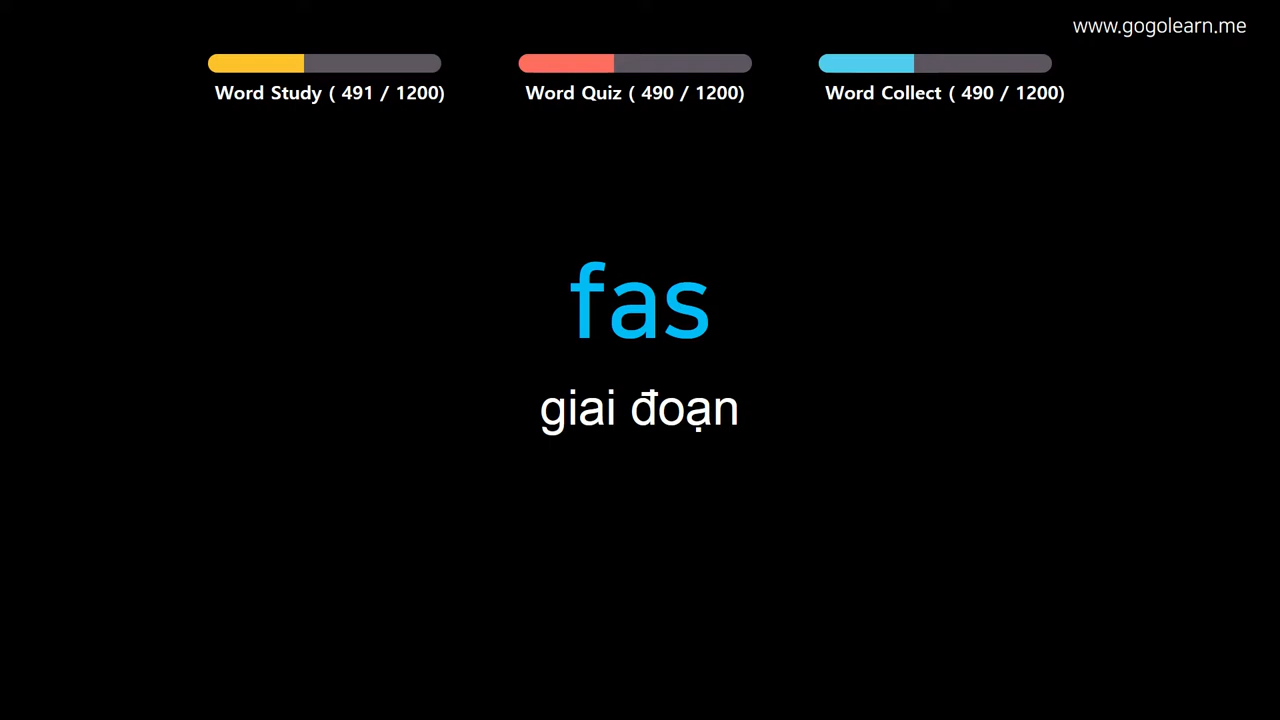 www.gogolearn.me
Word Study ( 491 / 1200)
Word Quiz ( 490 / 1200)
Word Collect ( 490 / 1200)
fas
giai đoạn